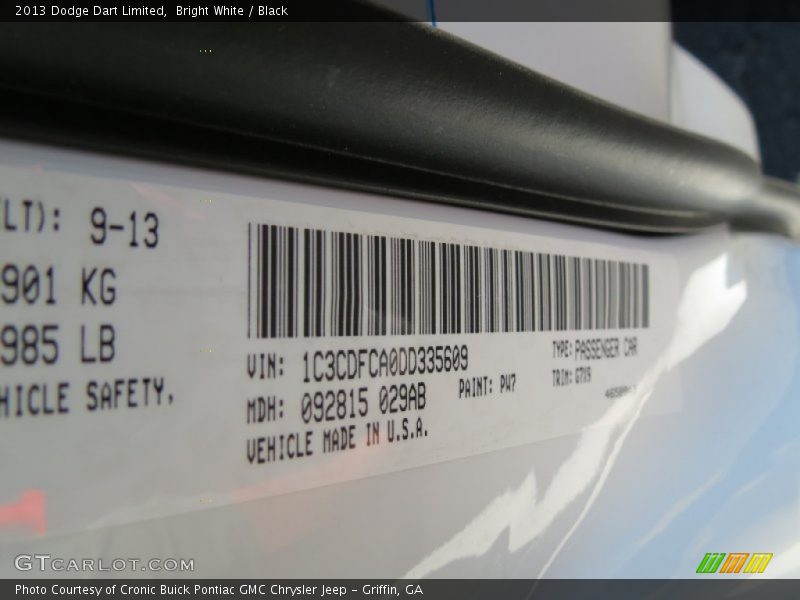 2013 Dodge Dart Limited, Bright White / Black
LT): 9-13
901 KG
985 LB
HICLE SAFETY.
VIN: 1C3CDFCA0DD335609
TYPE: PASSENGER CAR
MDH: 092815 029AB
PAINT: PW7
TRIM: G7X9
VEHICLE MADE IN U.S.A.
GTCARLOT.COM
Photo Courtesy of Cronic Buick Pontiac GMC Chrysler Jeep – Griffin, GA